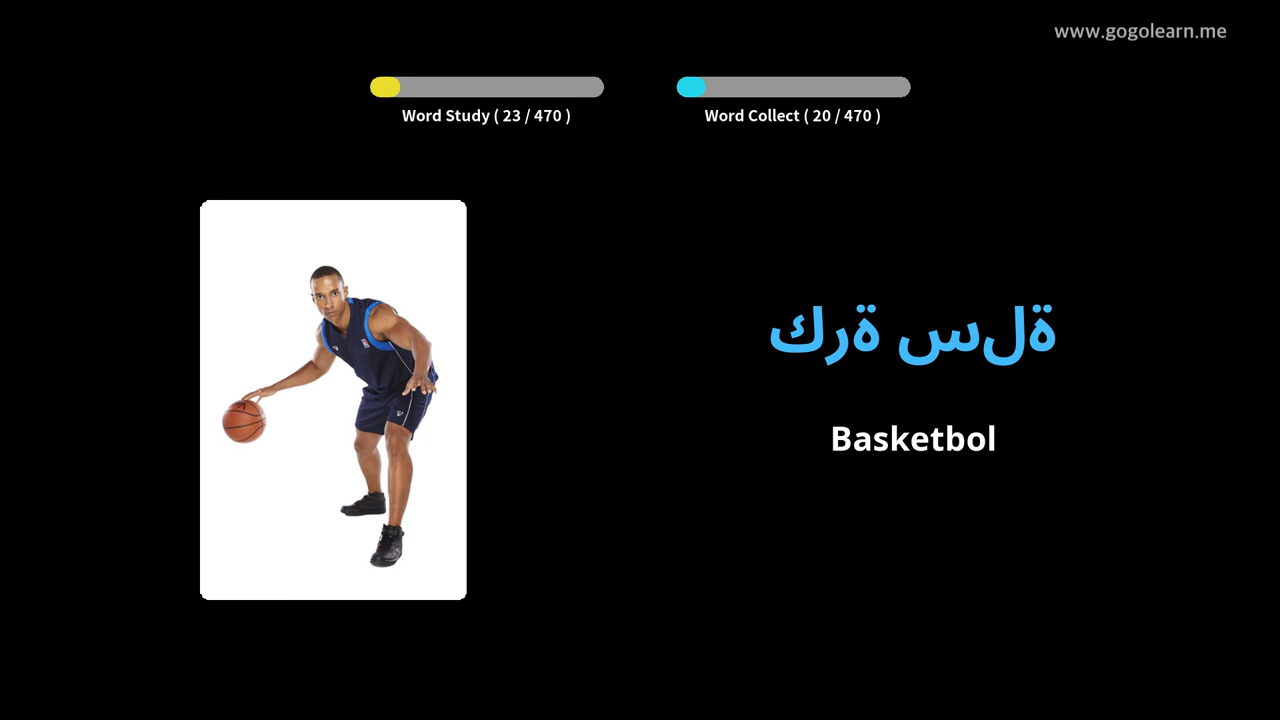 www.gogolearn.me
Word Study ( 23 / 470 )
Word Collect ( 20 / 470 )
كرة سلة
Basketbol